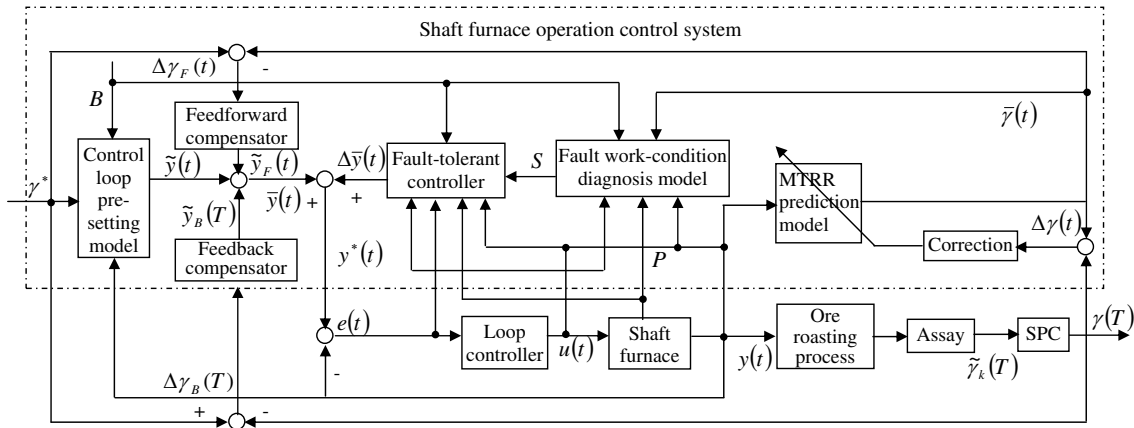 Shaft furnace operation control system
Δγ_F(t)
-
B
Feedforward
compensator
γ̄(t)
Control
loop
pre-
setting
model
ỹ(t)
ỹ_F(t)
Δȳ(t)
Fault-tolerant
controller
S
Fault work-condition
diagnosis model
MTRR
prediction
model
γ*
ȳ(t)
+
+
ỹ_B(T)
Feedback
compensator
y*(t)
P
Δγ(t)
Correction
e(t)
Loop
controller
u(t)
Shaft
furnace
y(t)
Ore
roasting
process
Assay
γ̃_k(T)
SPC
γ(T)
-
Δγ_B(T)
+
-